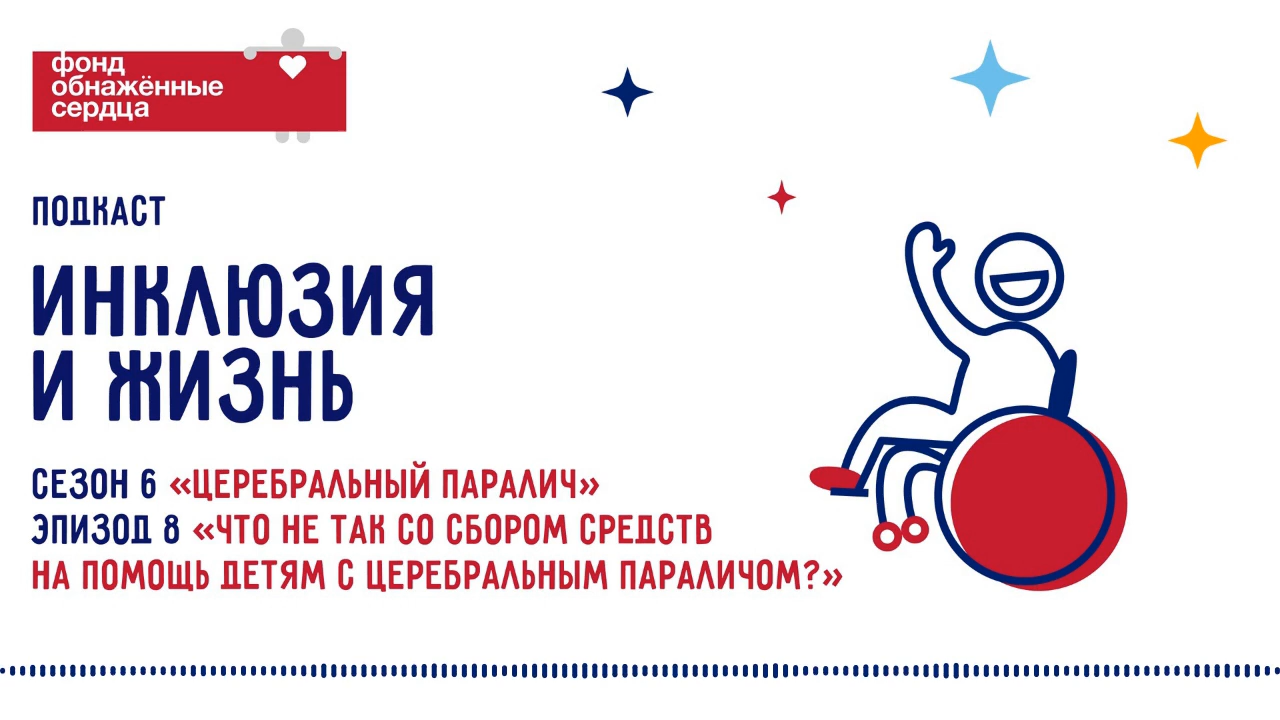 фонд
обнажённые
сердца
ПОДКАСТ
ИНКЛЮЗИЯ
И ЖИЗНЬ
СЕЗОН 6 «ЦЕРЕБРАЛЬНЫЙ ПАРАЛИЧ»
ЭПИЗОД 8 «ЧТО НЕ ТАК СО СБОРОМ СРЕДСТВ
НА ПОМОЩЬ ДЕТЯМ С ЦЕРЕБРАЛЬНЫМ ПАРАЛИЧОМ?»